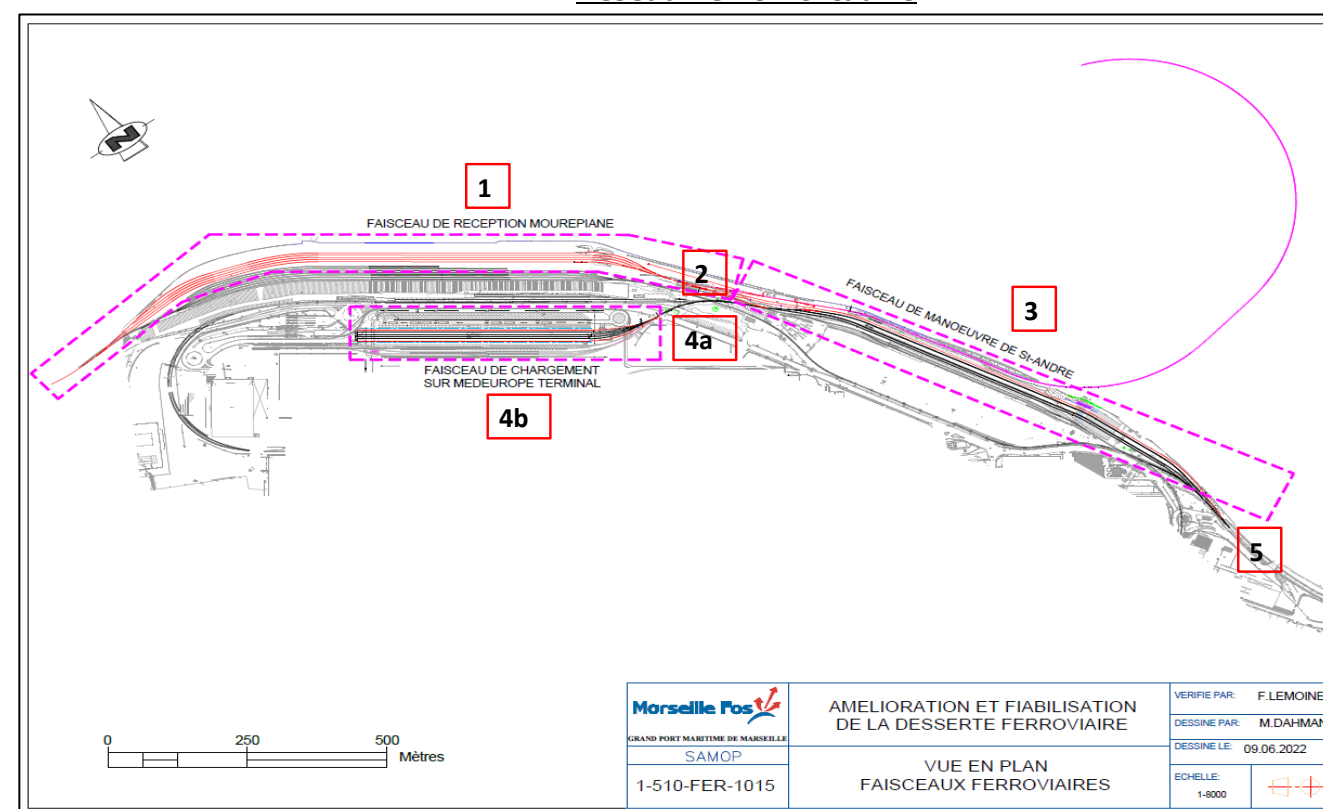 N
1
FAISCEAU DE RECEPTION MOUREPIANE
2
FAISCEAU DE MANOEUVRE DE St-ANDRE
3
4a
FAISCEAU DE CHARGEMENT
SUR MEDEUROPE TERMINAL
4b
5
0 250 500
Mètres
Marseille Fos
GRAND PORT MARITIME DE MARSEILLE
SAMOP
1-510-FER-1015
AMELIORATION ET FIABILISATION
DE LA DESSERTE FERROVIAIRE
VUE EN PLAN
FAISCEAUX FERROVIAIRES
VERIFIE PAR: F.LEMOINE
DESSINE PAR: M.DAHMAN
DESSINE LE: 09.06.2022
ECHELLE:
1-8000